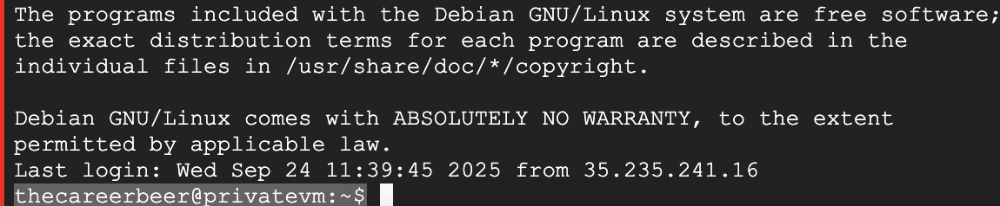 The programs included with the Debian GNU/Linux system are free software;
the exact distribution terms for each program are described in the
individual files in /usr/share/doc/*/copyright.
Debian GNU/Linux comes with ABSOLUTELY NO WARRANTY, to the extent
permitted by applicable law.
Last login: Wed Sep 24 11:39:45 2025 from 35.235.241.16
thecareerbeer@privatevm:~$